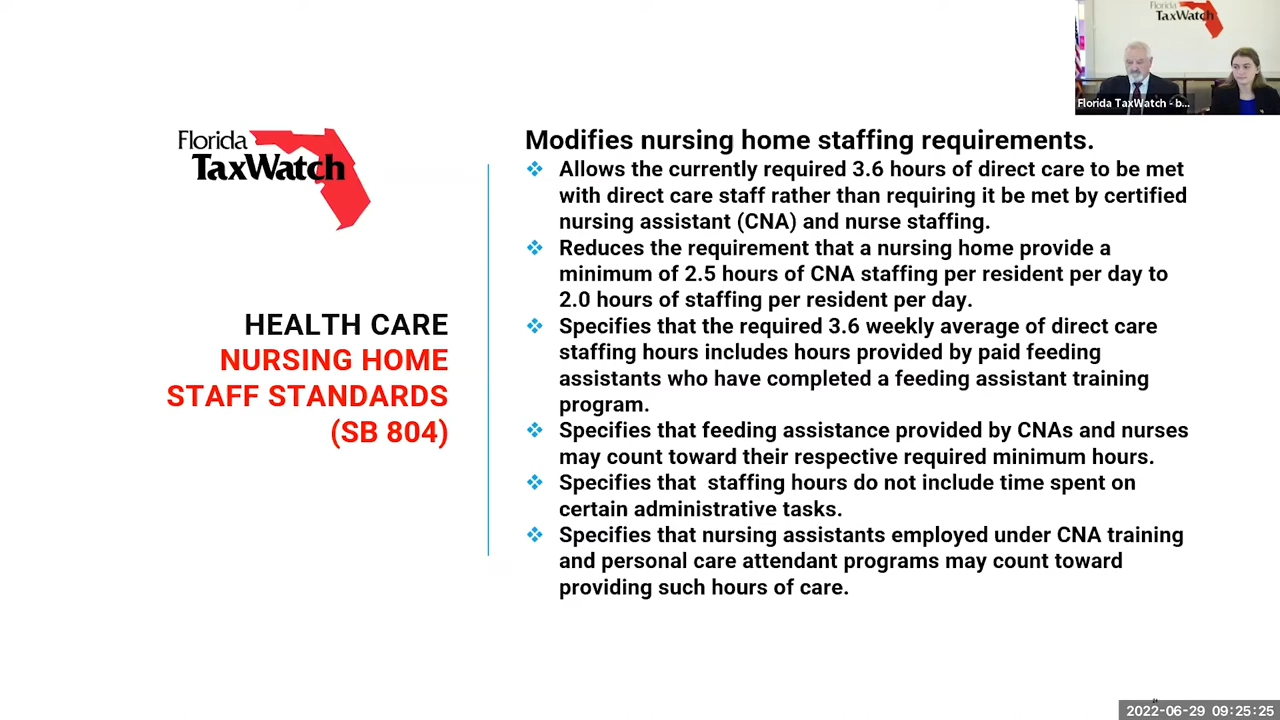 Florida
TaxWatch
HEALTH CARE
NURSING HOME
STAFF STANDARDS
(SB 804)
Modifies nursing home staffing requirements.
Allows the currently required 3.6 hours of direct care to be met
with direct care staff rather than requiring it be met by certified
nursing assistant (CNA) and nurse staffing.
Reduces the requirement that a nursing home provide a
minimum of 2.5 hours of CNA staffing per resident per day to
2.0 hours of staffing per resident per day.
Specifies that the required 3.6 weekly average of direct care
staffing hours includes hours provided by paid feeding
assistants who have completed a feeding assistant training
program.
Specifies that feeding assistance provided by CNAs and nurses
may count toward their respective required minimum hours.
Specifies that  staffing hours do not include time spent on
certain administrative tasks.
Specifies that nursing assistants employed under CNA training
and personal care attendant programs may count toward
providing such hours of care.
Florida
TaxWatch
Florida TaxWatch - b...
2022-06-29 09:25:25